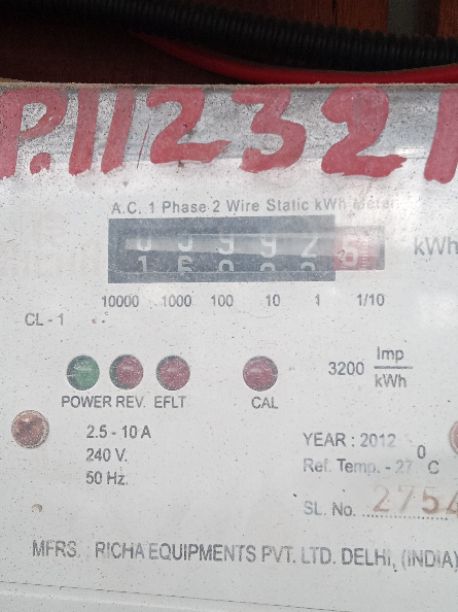 P.112321
A.C. 1 Phase 2 Wire Static kWh Meter
kWh
10000 1000 100 10 1 1/10
CL - 1
3200 Imp
kWh
POWER REV. EFLT CAL
2.5 - 10 A
240 V.
50 Hz.
YEAR : 2012
Ref. Temp. - 27 0 C
SL. No. 2754
MFRS. : RICHA EQUIPMENTS PVT. LTD. DELHI, (INDIA)